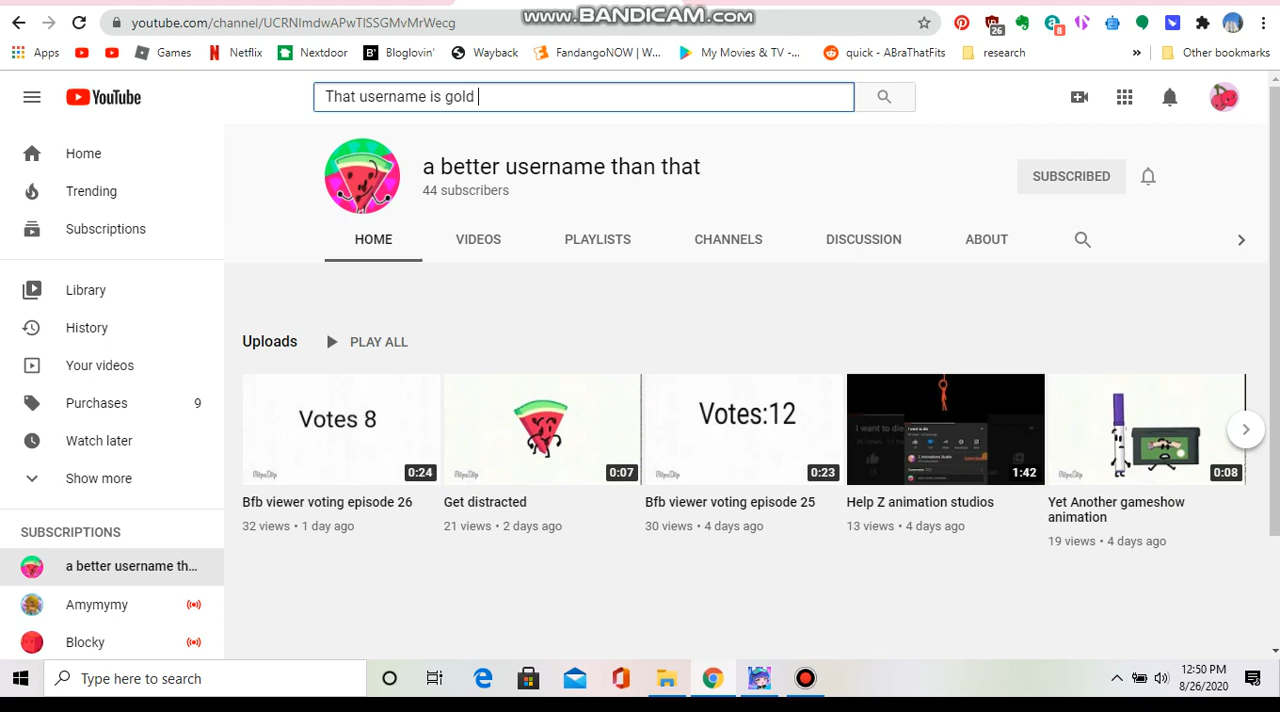 www.BANDICAM.com
youtube.com/channel/UCRNImdwAPwTlSSGMvMrWecg
26
8
Apps
Games
Netflix
Nextdoor
Bloglovin'
Wayback
FandangoNOW | W...
My Movies & TV -...
quick - ABraThatFits
research
»
Other bookmarks
YouTube
That username is gold
Home
Trending
Subscriptions
Library
History
Your videos
Purchases 9
Watch later
Show more
SUBSCRIPTIONS
a better username th...
Amymymy
Blocky
a better username than that
44 subscribers
SUBSCRIBED
HOME VIDEOS PLAYLISTS CHANNELS DISCUSSION ABOUT
Uploads PLAY ALL
Votes 8
0:24
Bfb viewer voting episode 26
32 views • 1 day ago
0:07
Get distracted
21 views • 2 days ago
Votes:12
0:23
Bfb viewer voting episode 25
30 views • 4 days ago
I want to die
1:42
Help Z animation studios
13 views • 4 days ago
0:08
Yet Another gameshow
animation
19 views • 4 days ago
Type here to search
12:50 PM
8/26/2020